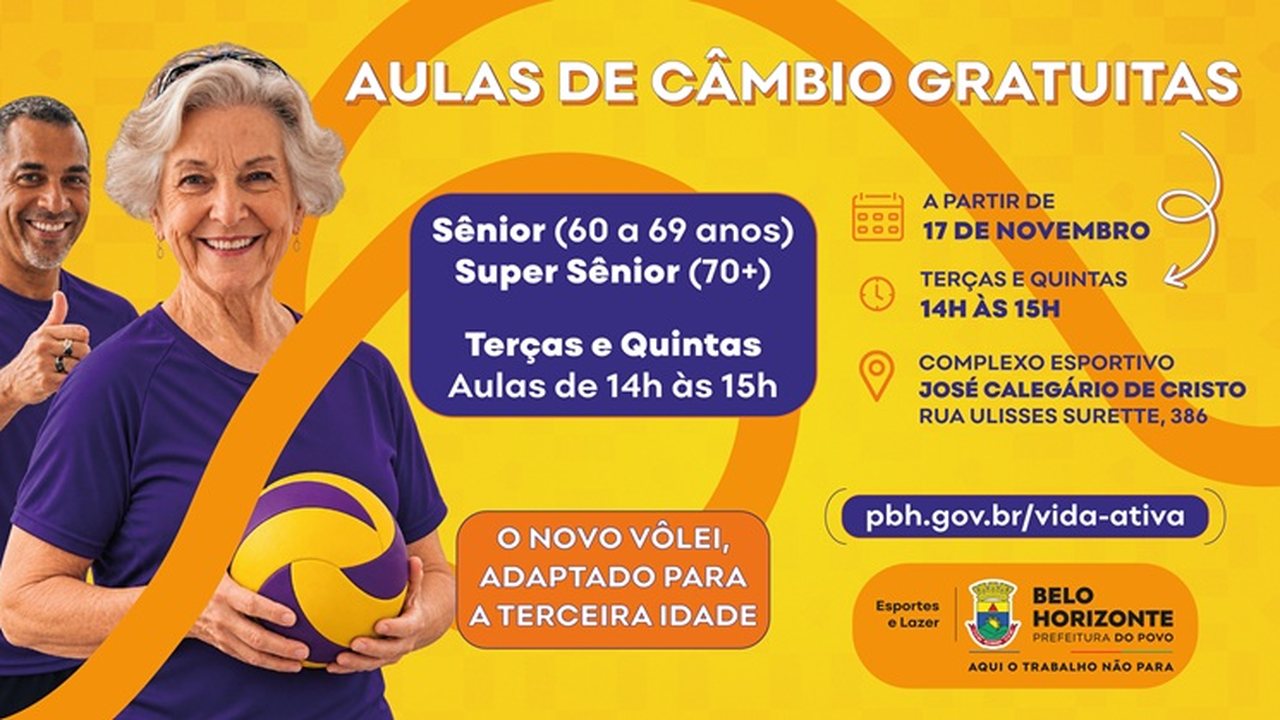 AULAS DE CÂMBIO GRATUITAS
Sênior (60 a 69 anos)
Super Sênior (70+)
Terças e Quintas
Aulas de 14h às 15h
A PARTIR DE
17 DE NOVEMBRO
TERÇAS E QUINTAS
14H ÀS 15H
COMPLEXO ESPORTIVO
JOSÉ CALEGÁRIO DE CRISTO
RUA ULISSES SURETTE, 386
O NOVO VÔLEI,
ADAPTADO PARA
A TERCEIRA IDADE
pbh.gov.br/vida-ativa
Esportes
e Lazer
BELO
HORIZONTE
PREFEITURA DO POVO
AQUI O TRABALHO NÃO PARA